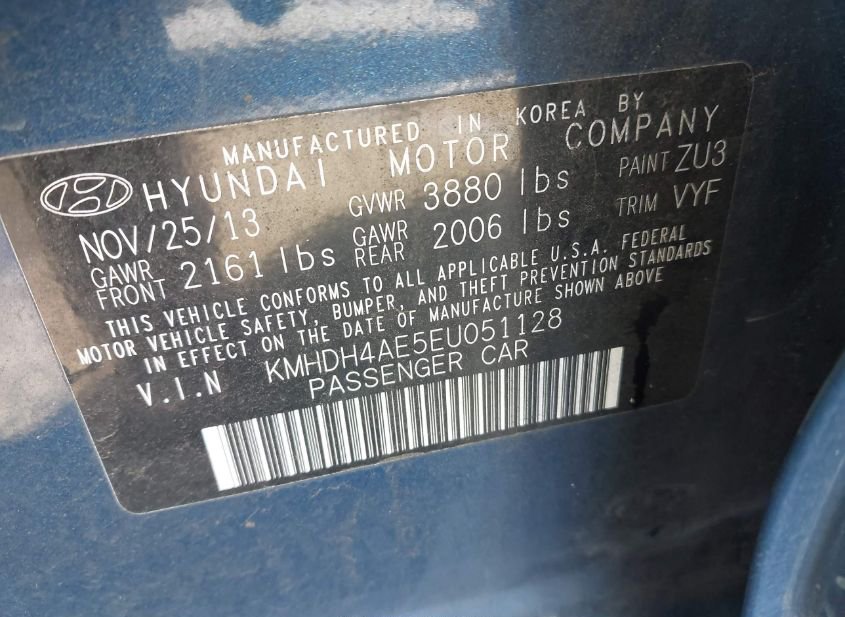 MANUFACTURED IN KOREA BY
HYUNDAI MOTOR COMPANY
NOV/25/13 GVWR 3880 lbs PAINT ZU3
GAWR FRONT 2161 lbs GAWR REAR 2006 lbs TRIM VYF
THIS VEHICLE CONFORMS TO ALL APPLICABLE U.S.A. FEDERAL
MOTOR VEHICLE SAFETY, BUMPER, AND THEFT PREVENTION STANDARDS
IN EFFECT ON THE DATE OF MANUFACTURE SHOWN ABOVE
V.I.N KMHDH4AE5EU051128
PASSENGER CAR